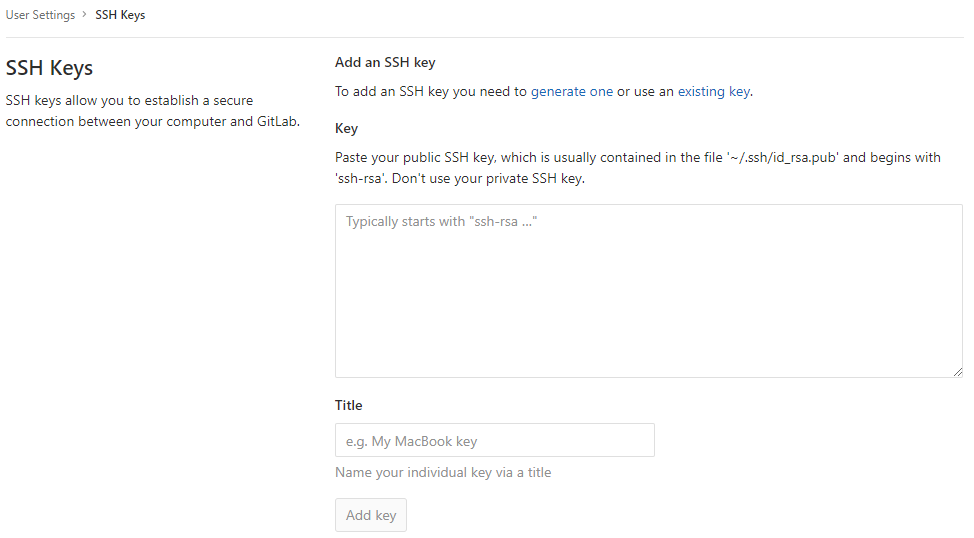 User Settings > SSH Keys
SSH Keys
SSH keys allow you to establish a secure
connection between your computer and GitLab.
Add an SSH key
To add an SSH key you need to generate one or use an existing key.
Key
Paste your public SSH key, which is usually contained in the file '~/.ssh/id_rsa.pub' and begins with
'ssh-rsa'. Don't use your private SSH key.
Typically starts with "ssh-rsa ..."
Title
e.g. My MacBook key
Name your individual key via a title
Add key